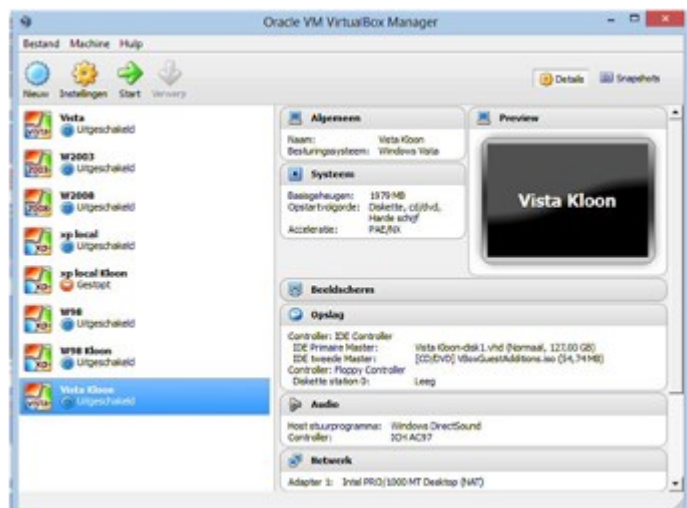 Oracle VM VirtualBox Manager
Bestand Machine Hulp
Nieuw Instellingen Start Verwerp
Details Snapshots
Vista
Uitgeschakeld
W2003
Uitgeschakeld
W2008
Uitgeschakeld
xp local
Uitgeschakeld
xp local Kloon
Gestopt
W98
Uitgeschakeld
W98 Kloon
Uitgeschakeld
Vista Kloon
Uitgeschakeld
Algemeen
Naam: Vista Kloon
Besturingssysteem: Windows Vista
Systeem
Basisgeheugen: 1979 MB
Opstartvolgorde: Diskette, cd/dvd,
Harde schijf
Acceleratie: PAE/NX
Preview
Vista Kloon
Beeldscherm
Opslag
Controller: IDE Controller
IDE Primaire Master: Vista Kloon-disk1.vhd (Normaal, 127,00 GB)
IDE tweede Master: [CD/DVD] VBoxGuestAdditions.iso (54,74 MB)
Controller: Floppy Controller
Diskette station 0: Leeg
Audio
Host stuurprogramma: Windows DirectSound
Controller: ICH AC97
Netwerk
Adapter 1: Intel PRO/1000 MT Desktop (NAT)